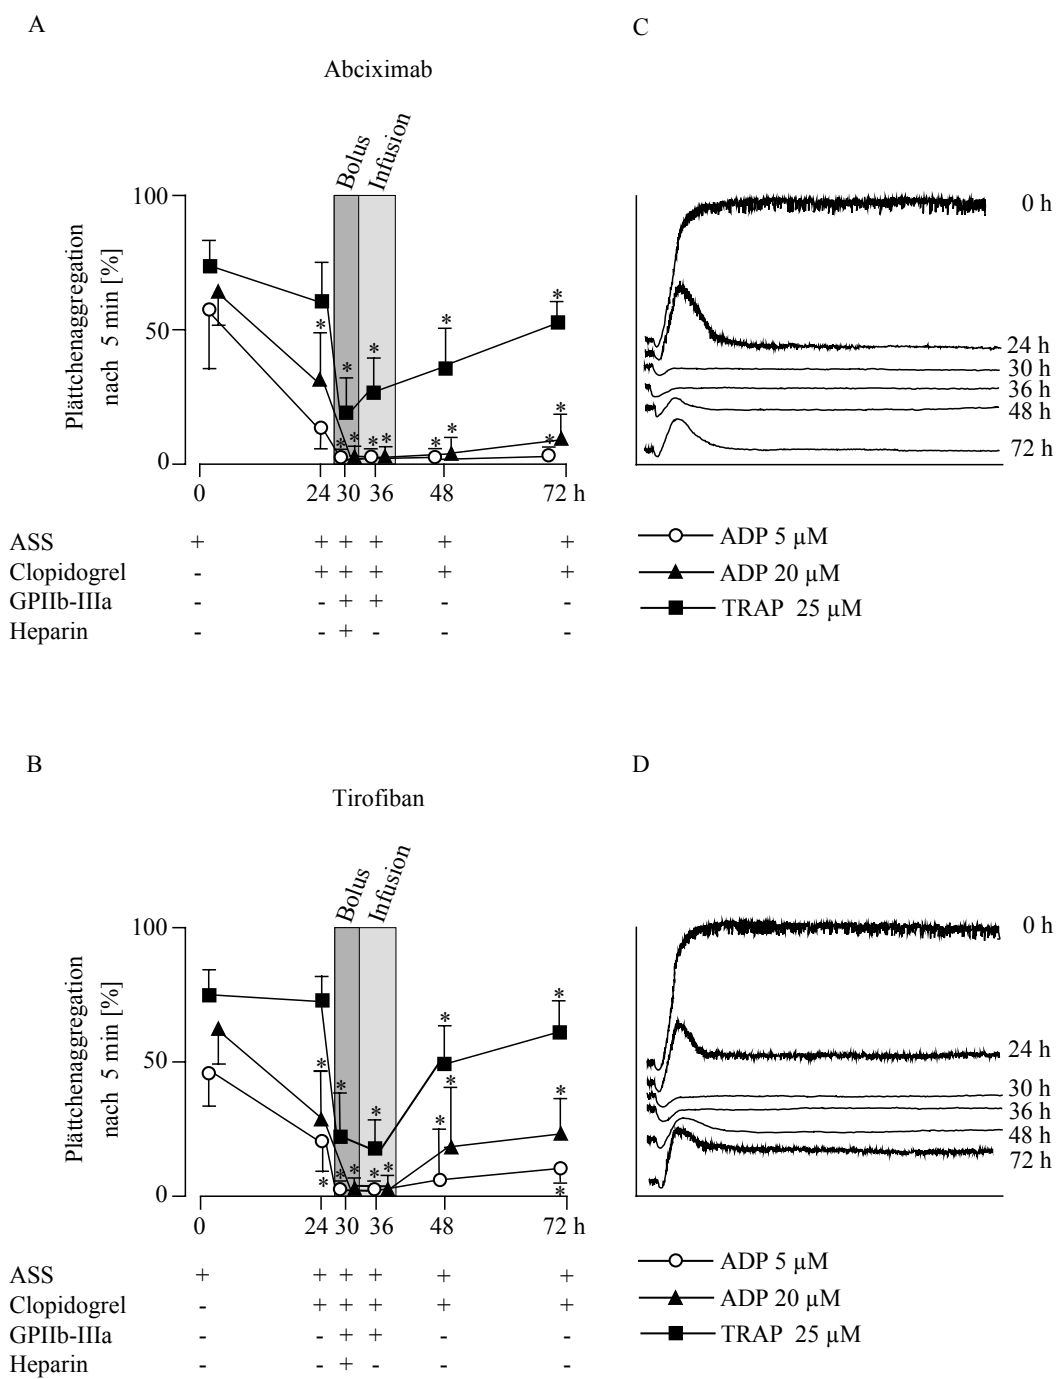 A
Abciximab
Bolus
Infusion
Plättchenaggregation
nach 5 min [%]
100
50
0
0 24 30 36 48 72 h
ASS + + + + + +
Clopidogrel - + + + + +
GPIIb-IIIa - - + + - -
Heparin - - + - - -
C
0 h
24 h
30 h
36 h
48 h
72 h
ADP 5 µM
ADP 20 µM
TRAP 25 µM
B
Tirofiban
Bolus
Infusion
Plättchenaggregation
nach 5 min [%]
100
50
0
0 24 30 36 48 72 h
ASS + + + + + +
Clopidogrel - + + + + +
GPIIb-IIIa - - + + - -
Heparin - - + - - -
D
0 h
24 h
30 h
36 h
48 h
72 h
ADP 5 µM
ADP 20 µM
TRAP 25 µM